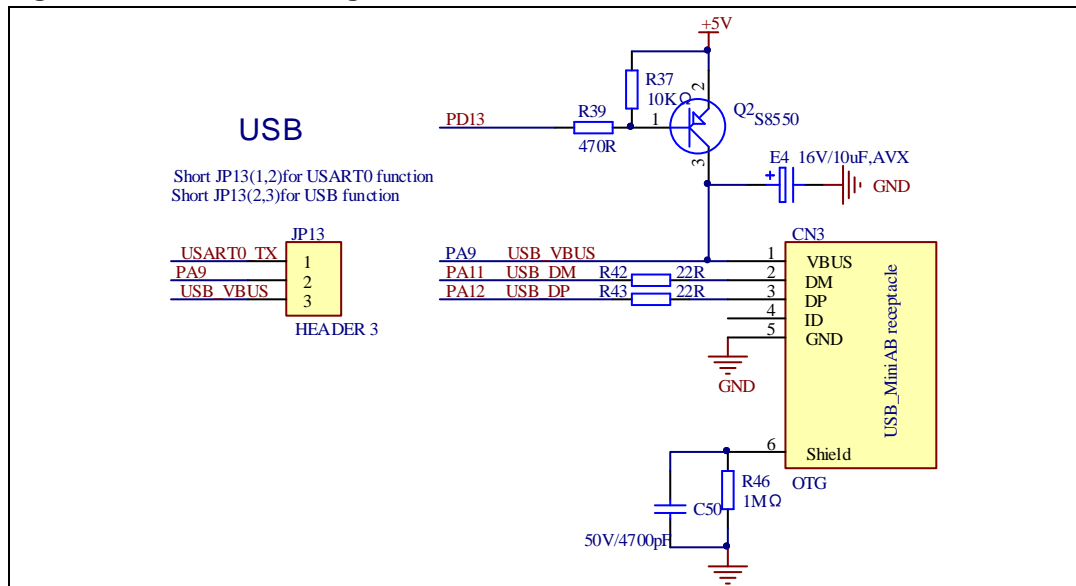 +5V
R37
10KΩ
2
Q2
S8550
PD13
R39
1
470R
3
USB
E4 16V/10uF,AVX
+
GND
Short JP13(1,2)for USART0 function
Short JP13(2,3)for USB function
JP13
USART0_TX
1
PA9
2
USB_VBUS
3
HEADER 3
CN3
PA9 USB_VBUS
1
VBUS
PA11 USB_DM R42 22R
2
DM
PA12 USB_DP R43 22R
3
DP
4
ID
5
GND
GND
USB_MiniAB receptacle
6
Shield
OTG
R46
1MΩ
C50
50V/4700pF